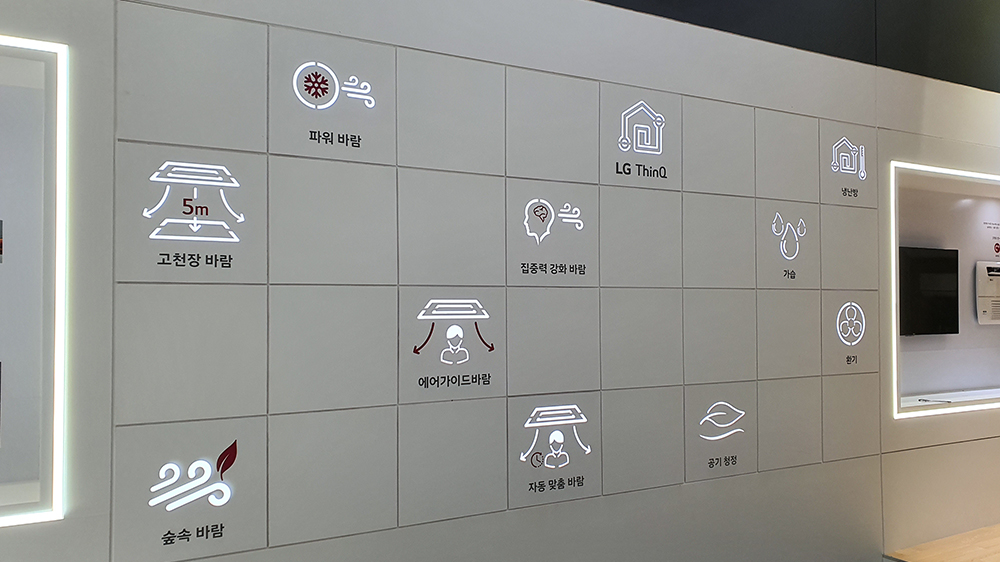 파워 바람
LG ThinQ
냉난방
5m
고천장 바람
집중력 강화 바람
가습
에어가이드바람
환기
자동 맞춤 바람
공기 청정
숲속 바람